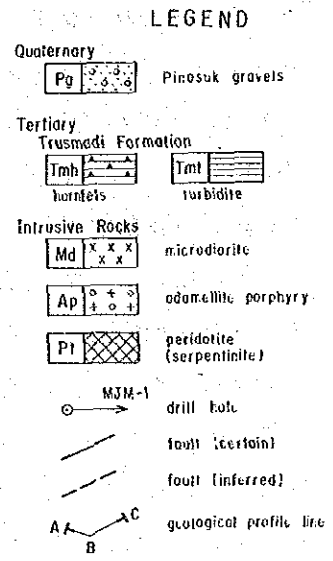 LEGEND
Quaternary
Pg Pinosuk gravels
Tertiary
Trusmadi Formation
Tmh Tmt
hornfels turbidite
Intrusive Rocks
Md microdiorite
Ap adamellite porphyry
Pt peridotite
(serpentinite)
MJM-1
drill hole
fault (certain)
fault (inferred)
A B C geological profile line